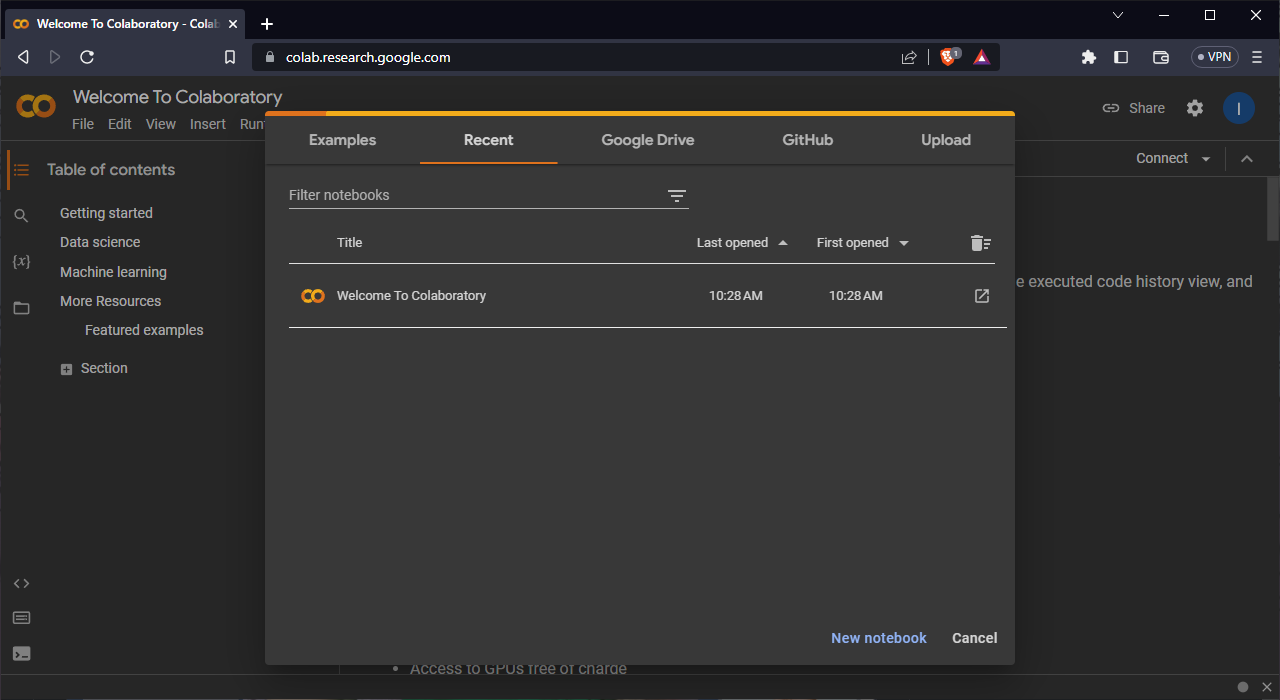 Welcome To Colaboratory - Colab
colab.research.google.com
1
VPN
Welcome To Colaboratory
File Edit View Insert Run
Share
I
Examples Recent Google Drive GitHub Upload
Connect
Table of contents
Getting started
Data science
Machine learning
More Resources
Featured examples
Section
{x}
Filter notebooks
Title Last opened First opened
Welcome To Colaboratory 10:28 AM 10:28 AM
e executed code history view, and
New notebook Cancel
• Access to GPUs free of charge